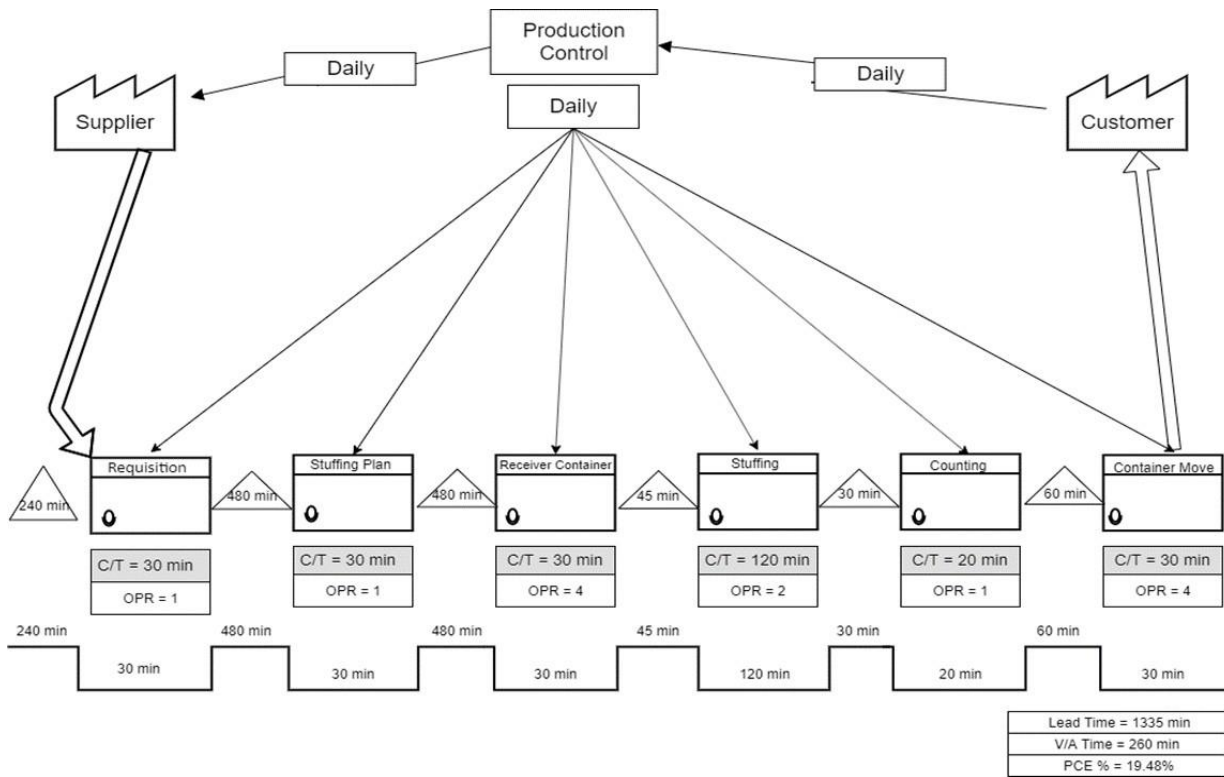 Production
Control
Daily
Daily
Daily
Supplier
Customer
Requisition
Stuffing Plan
Receiver Container
Stuffing
Counting
Container Move
240 min
480 min
480 min
45 min
30 min
60 min
C/T = 30 min
C/T = 30 min
C/T = 30 min
C/T = 120 min
C/T = 20 min
C/T = 30 min
OPR = 1
OPR = 1
OPR = 4
OPR = 2
OPR = 1
OPR = 4
240 min
480 min
480 min
45 min
30 min
60 min
30 min
30 min
30 min
120 min
20 min
30 min
Lead Time = 1335 min
V/A Time = 260 min
PCE % = 19.48%